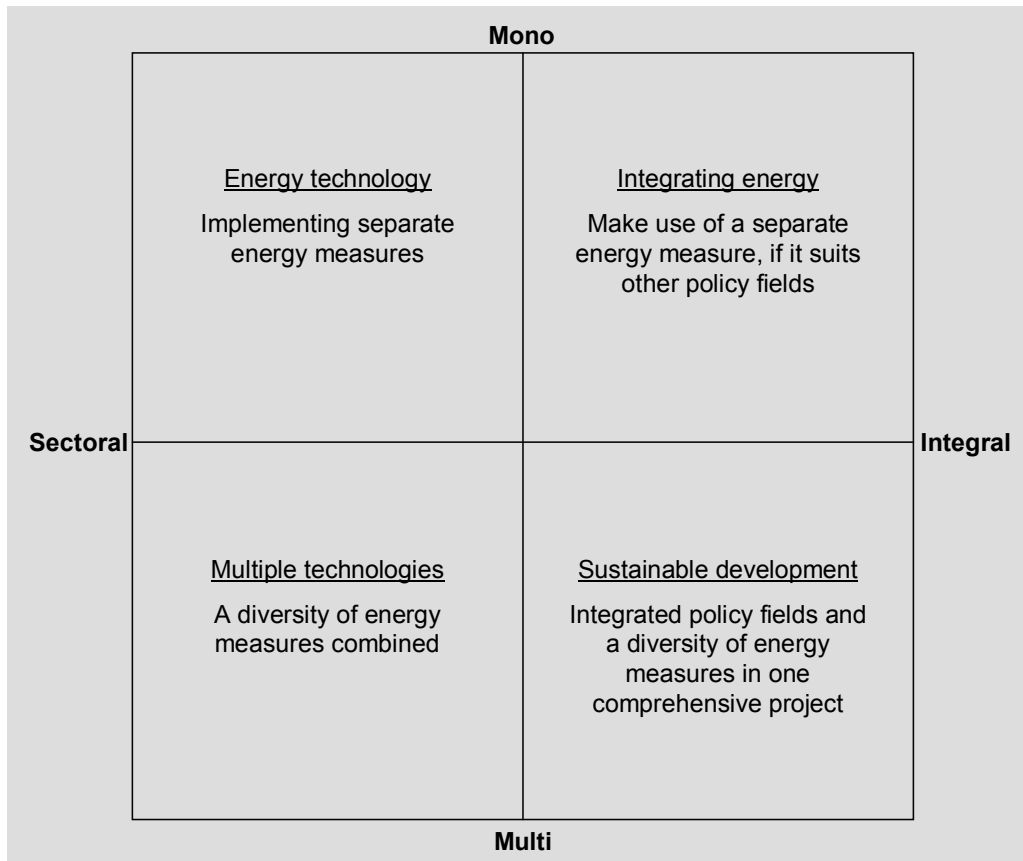 Mono
Energy technology
Implementing separate
energy measures
Integrating energy
Make use of a separate
energy measure, if it suits
other policy fields
Sectoral
Integral
Multiple technologies
A diversity of energy
measures combined
Sustainable development
Integrated policy fields and
a diversity of energy
measures in one
comprehensive project
Multi